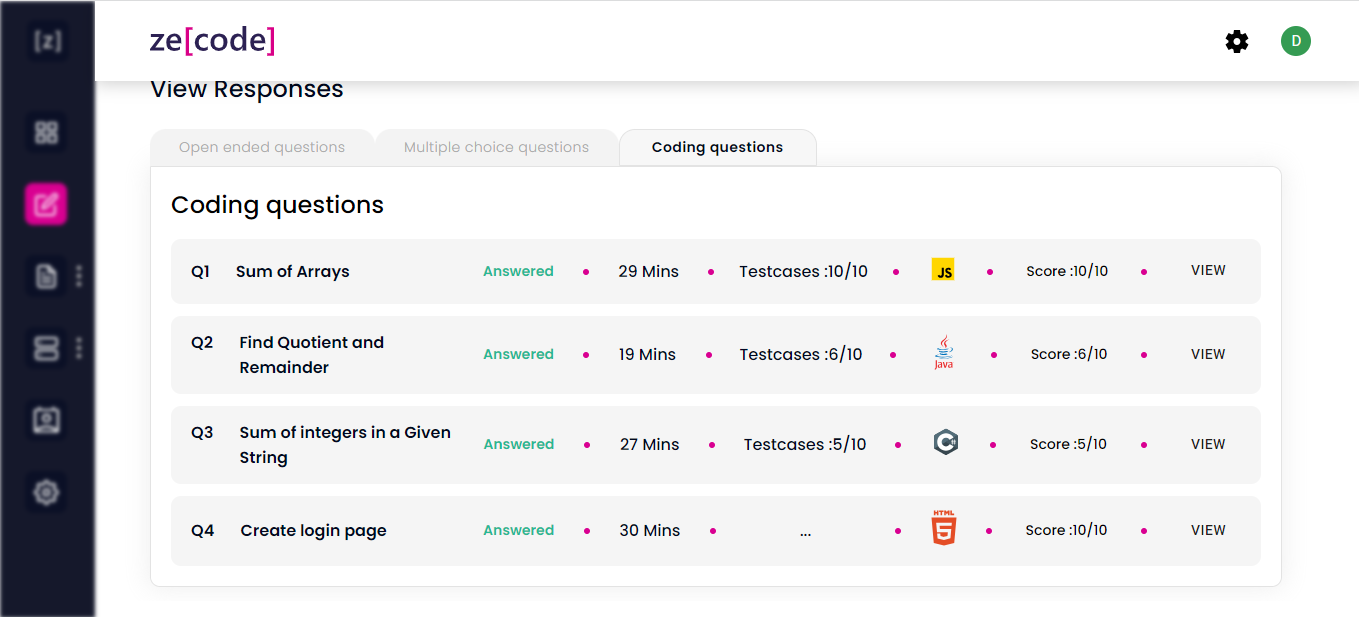 [z]
ze[code]
D
View Responses
Open ended questions
Multiple choice questions
Coding questions
Coding questions
Q1 Sum of Arrays Answered 29 Mins Testcases :10/10 JS Score :10/10 VIEW
Q2 Find Quotient and
Remainder Answered 19 Mins Testcases :6/10 Java Score :6/10 VIEW
Q3 Sum of integers in a Given
String Answered 27 Mins Testcases :5/10 C Score :5/10 VIEW
Q4 Create login page Answered 30 Mins ... HTML 5 Score :10/10 VIEW